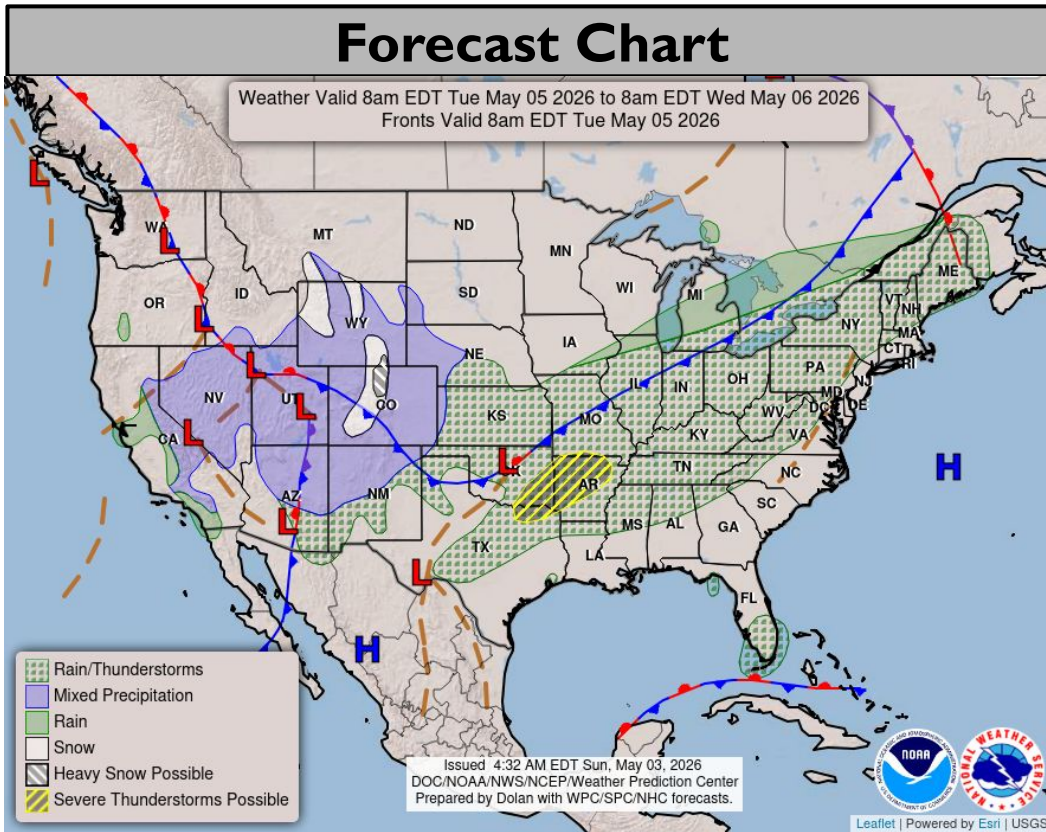 Forecast Chart
Weather Valid 8am EDT Tue May 05 2026 to 8am EDT Wed May 06 2026
Fronts Valid 8am EDT Tue May 05 2026
L
WA
L
MT
ND
MN
ME
OR
ID
SD
WI
MI
VT
NH
L
WY
NY
MA
CT
RI
IA
NE
PA
NJ
L
NV
UT
L
CO
IL
IN
OH
MD
DE
DC
WV
KS
MO
KY
VA
CA
L
L
H
TN
NC
AZ
NM
AR
SC
L
MS
AL
GA
TX
LA
L
FL
H
Rain/Thunderstorms
Mixed Precipitation
Rain
Snow
Heavy Snow Possible
Severe Thunderstorms Possible
Issued 4:32 AM EDT Sun, May 03, 2026
DOC/NOAA/NWS/NCEP/Weather Prediction Center
Prepared by Dolan with WPC/SPC/NHC forecasts.
NOAA
NATIONAL WEATHER SERVICE
Leaflet | Powered by Esri | USGS